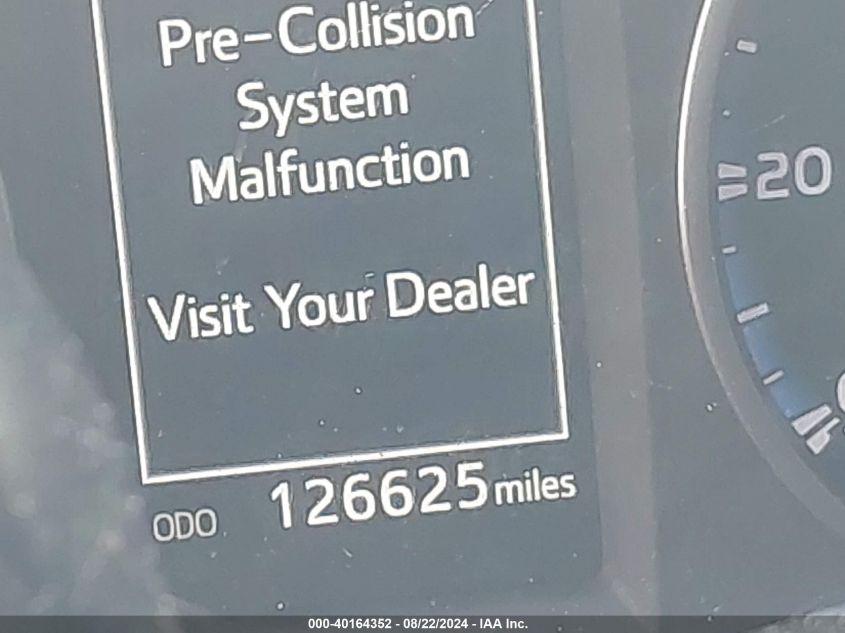 Pre-Collision
System
Malfunction
Visit Your Dealer
20
ODO 126625 miles
000-40164352 - 08/22/2024 - IAA Inc.